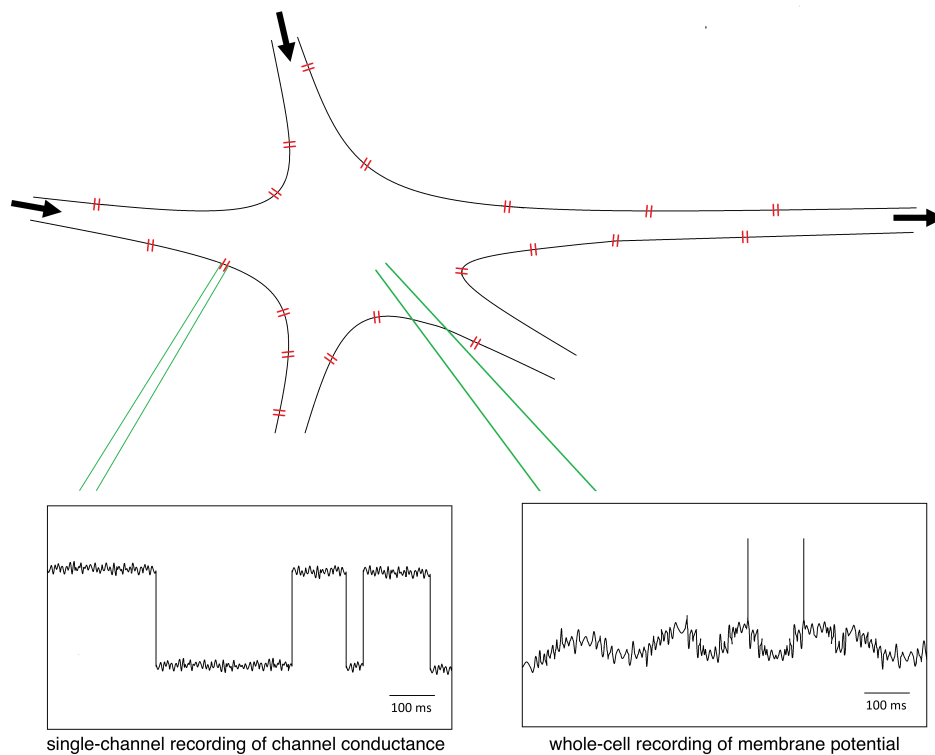 100 ms
100 ms
single-channel recording of channel conductance
whole-cell recording of membrane potential